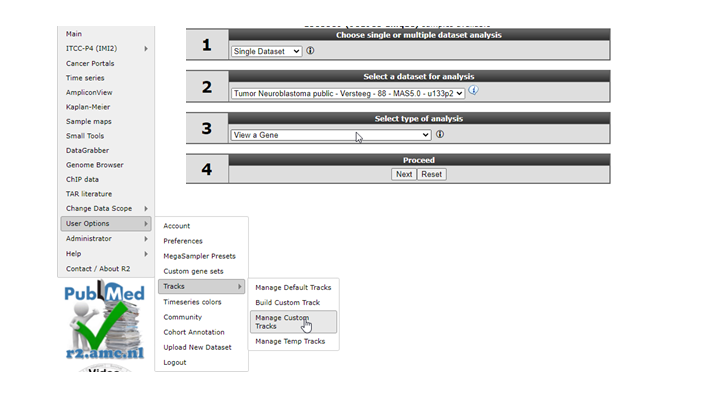 Main
ITCC-P4 (IMI2)
Cancer Portals
Time series
AmpliconView
Kaplan-Meier
Sample maps
Small Tools
DataGrabber
Genome Browser
ChIP data
TAR literature
Change Data Scope
User Options
Administrator
Help
Contact / About R2
PubMed
r2.amc.nl
Video
1
Choose single or multiple dataset analysis
Single Dataset
2
Select a dataset for analysis
Tumor Neuroblastoma public - Versteeg - 88 - MAS5.0 - u133p2
3
Select type of analysis
View a Gene
4
Proceed
Next Reset
Account
Preferences
MegaSampler Presets
Custom gene sets
Tracks
Timeseries colors
Community
Cohort Annotation
Upload New Dataset
Logout
Manage Default Tracks
Build Custom Track
Manage Custom
Tracks
Manage Temp Tracks